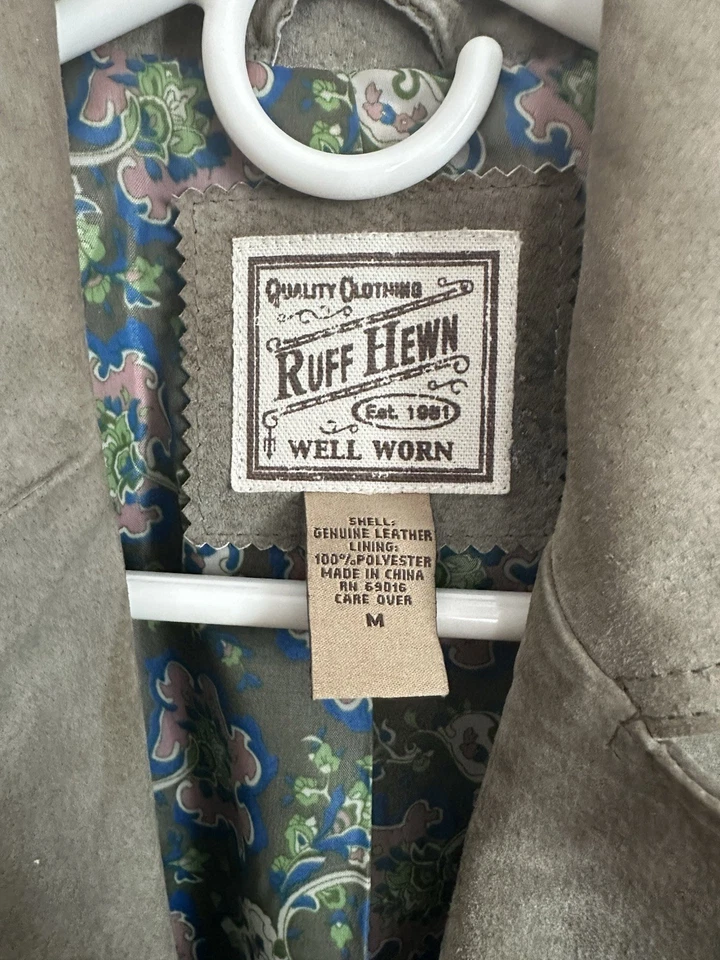 QUALITY CLOTHING
RUFF HEWN
Est. 1981
WELL WORN
SHELL:
GENUINE LEATHER
LINING:
100% POLYESTER
MADE IN CHINA
RN 69016
CARE OVER
M